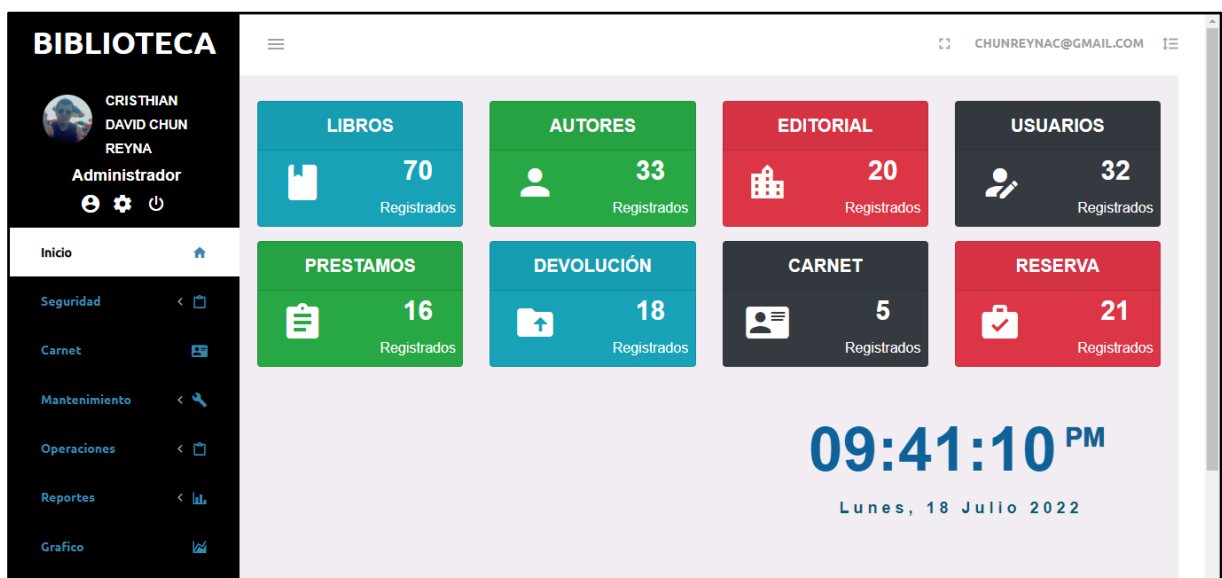 BIBLIOTECA
CRISTHIAN
DAVID CHUN
REYNA
Administrador
Inicio
Seguridad
Carnet
Mantenimiento
Operaciones
Reportes
Grafico
CHUNREYNAC@GMAIL.COM
LIBROS
70
Registrados
AUTORES
33
Registrados
EDITORIAL
20
Registrados
USUARIOS
32
Registrados
PRESTAMOS
16
Registrados
DEVOLUCIÓN
18
Registrados
CARNET
5
Registrados
RESERVA
21
Registrados
09:41:10 PM
Lunes, 18 Julio 2022